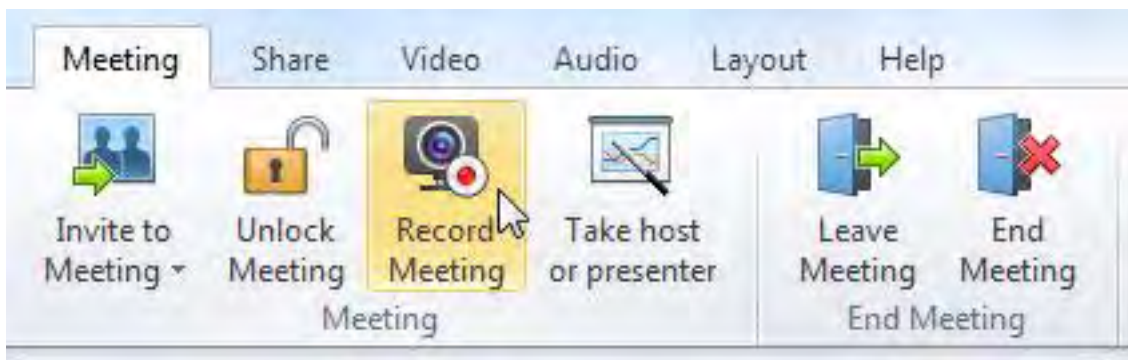 Meeting Share Video Audio Layout Help
Invite to Meeting
Unlock Meeting
Record Meeting
Take host or presenter
Leave Meeting
End Meeting
Meeting
End Meeting